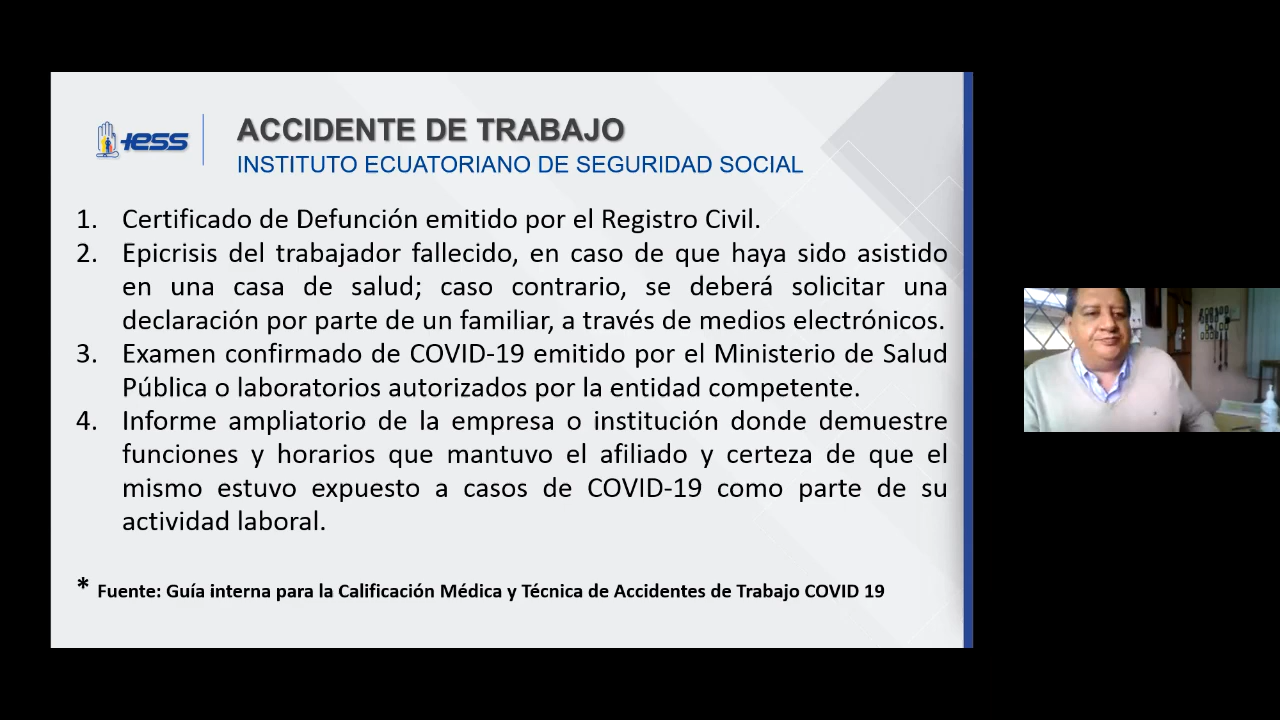 IESS
ACCIDENTE DE TRABAJO
INSTITUTO ECUATORIANO DE SEGURIDAD SOCIAL
1. Certificado de Defunción emitido por el Registro Civil.
2. Epicrisis del trabajador fallecido, en caso de que haya sido asistido
en una casa de salud; caso contrario, se deberá solicitar una
declaración por parte de un familiar, a través de medios electrónicos.
3. Examen confirmado de COVID-19 emitido por el Ministerio de Salud
Pública o laboratorios autorizados por la entidad competente.
4. Informe ampliatorio de la empresa o institución donde demuestre
funciones y horarios que mantuvo el afiliado y certeza de que el
mismo estuvo expuesto a casos de COVID-19 como parte de su
actividad laboral.
* Fuente: Guía interna para la Calificación Médica y Técnica de Accidentes de Trabajo COVID 19